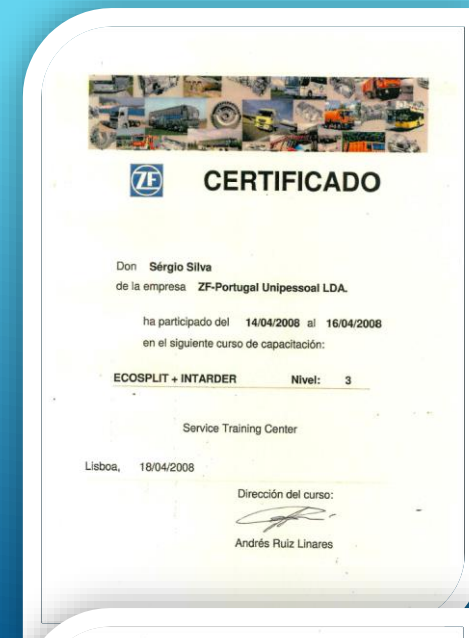 ZF CERTIFICADO
Don Sérgio Silva
de la empresa ZF-Portugal Unipessoal LDA.
ha participado del 14/04/2008 al 16/04/2008
en el siguiente curso de capacitación:
ECOSPLIT + INTARDER Nivel: 3
Service Training Center
Lisboa, 18/04/2008
Dirección del curso:
Andrés Ruiz Linares